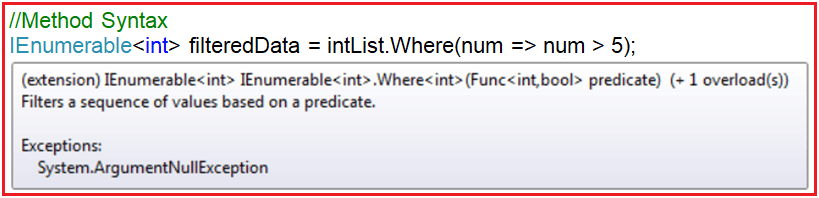 //Method Syntax
IEnumerable<int> filteredData = intList.Where(num => num > 5);
(extension) IEnumerable<int> IEnumerable<int>.Where<int>(Func<int,bool> predicate) (+ 1 overload(s))
Filters a sequence of values based on a predicate.
Exceptions:
System.ArgumentNullException